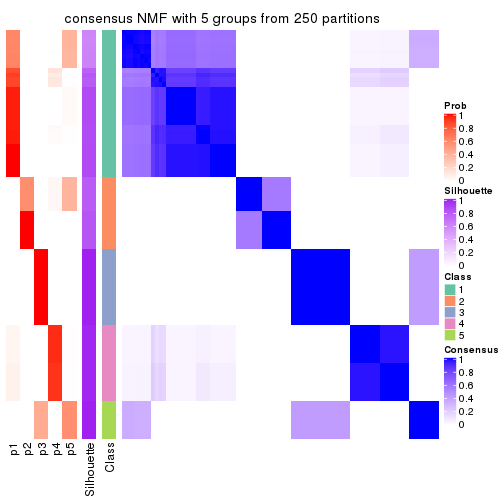 consensus NMF with 5 groups from 250 partitions
Prob
1
0.8
0.6
0.4
0.2
0
Silhouette
1
0.8
0.6
0.4
0.2
0
Class
1
2
3
4
5
Consensus
1
0.8
0.6
0.4
0.2
0
p1
p2
p3
p4
p5
Silhouette
Class